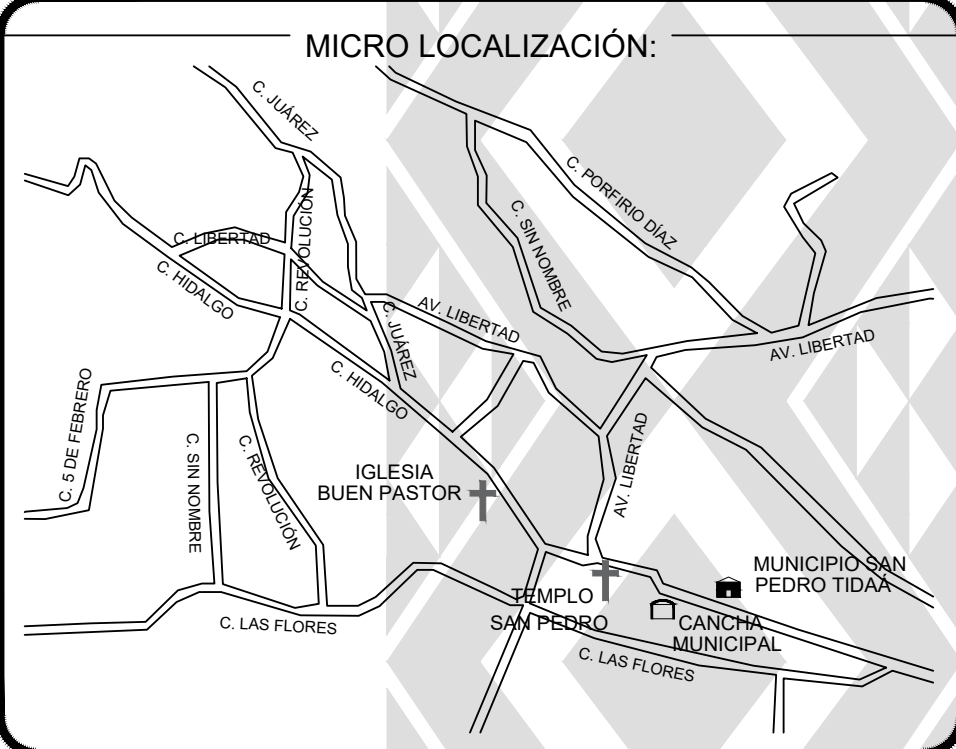 MICRO LOCALIZACIÓN:
C. JUÁREZ
C. PORFIRIO DÍAZ
C. REVOLUCIÓN
C. SIN NOMBRE
C. LIBERTAD
C. HIDALGO
AV. LIBERTAD
C. JUÁREZ
AV. LIBERTAD
C. HIDALGO
C. 5 DE FEBRERO
C. SIN NOMBRE
C. REVOLUCIÓN
AV. LIBERTAD
IGLESIA
BUEN PASTOR
MUNICIPIO SAN
PEDRO TIDAÁ
TEMPLO
SAN PEDRO
CANCHA
MUNICIPAL
C. LAS FLORES
C. LAS FLORES